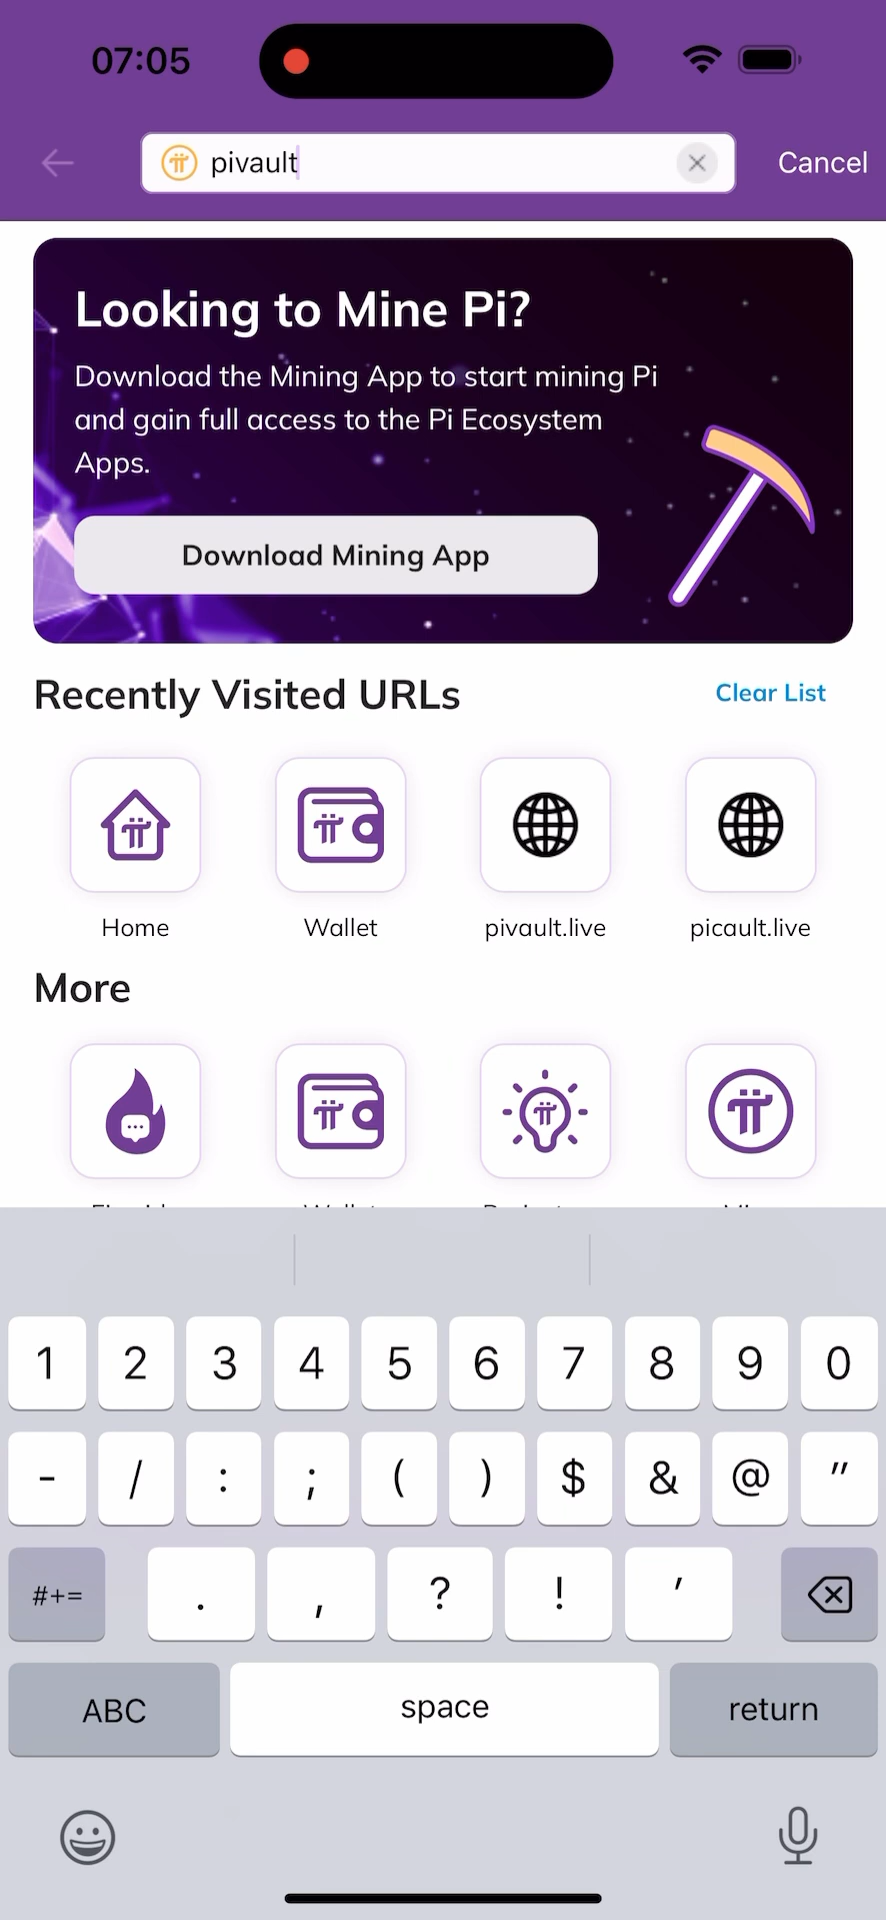 07:05
pivault
Cancel
Looking to Mine Pi?
Download the Mining App to start mining Pi
and gain full access to the Pi Ecosystem
Apps.
Download Mining App
Recently Visited URLs
Clear List
Home
Wallet
pivault.live
picault.live
More
1 2 3 4 5 6 7 8 9 0
- / : ; ( ) $ & @ "
#+= . , ? ! '
ABC space return